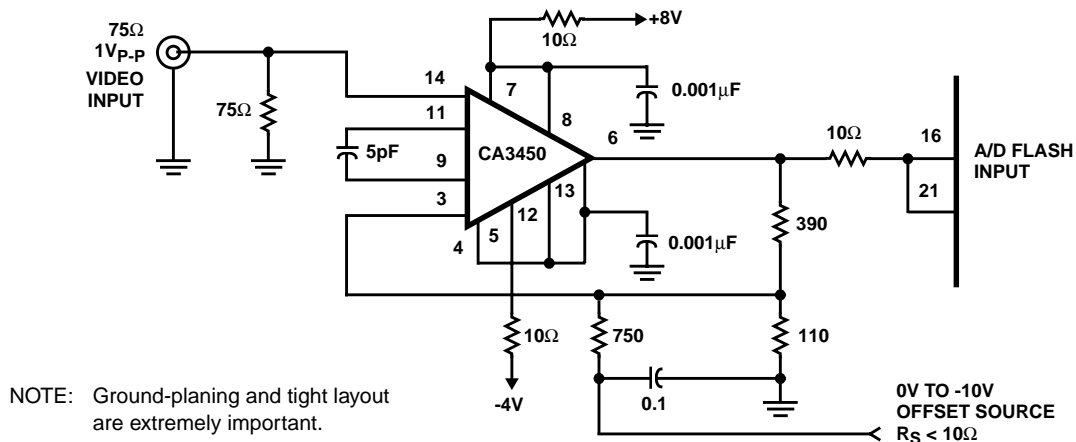 75Ω
1VP-P
VIDEO
INPUT
75Ω
10Ω
+8V
0.001μF
14
11
9
3
5pF
7
8
CA3450
6
13
12
5
4
0.001μF
10Ω
16
21
A/D FLASH
INPUT
390
10Ω
-4V
750
110
0.1
0V TO -10V
OFFSET SOURCE
RS < 10Ω
NOTE: Ground-planing and tight layout
are extremely important.